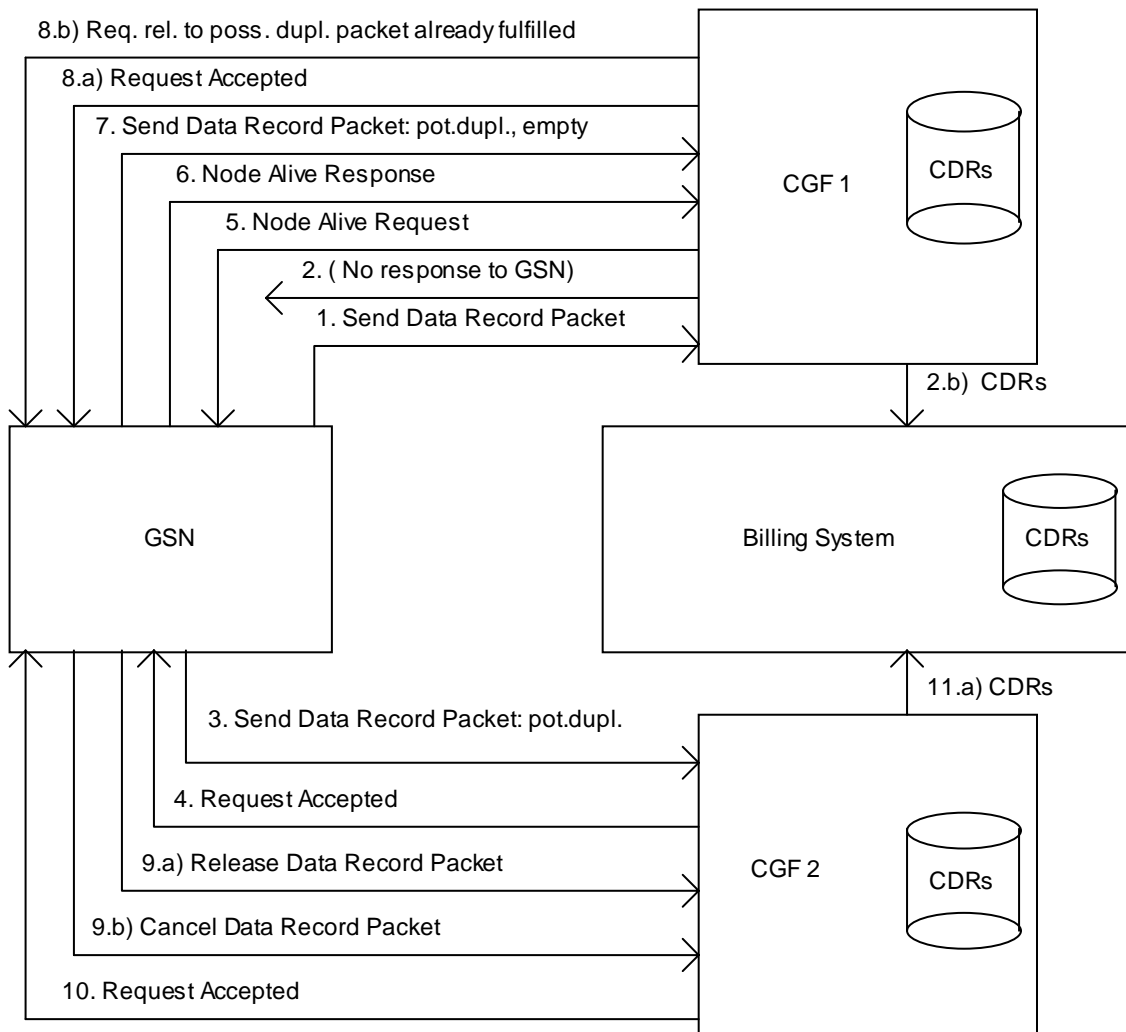 8.b) Req. rel. to poss. dupl. packet already fulfilled
8.a) Request Accepted
7. Send Data Record Packet: pot.dupl., empty
6. Node Alive Response
5. Node Alive Request
2. ( No response to GSN)
1. Send Data Record Packet
CGF 1
CDRs
2.b) CDRs
GSN
Billing System
CDRs
11.a) CDRs
3. Send Data Record Packet: pot.dupl.
4. Request Accepted
9.a) Release Data Record Packet
9.b) Cancel Data Record Packet
10. Request Accepted
CGF 2
CDRs